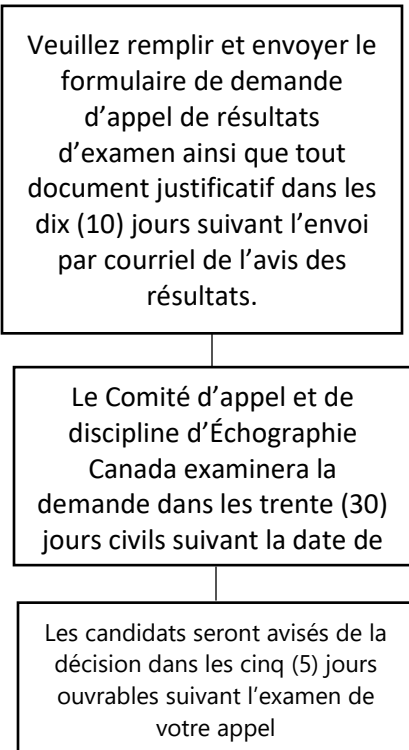 Veuillez remplir et envoyer le
formulaire de demande
d’appel de résultats
d’examen ainsi que tout
document justificatif dans les
dix (10) jours suivant l’envoi
par courriel de l’avis des
résultats.
Le Comité d’appel et de
discipline d’Échographie
Canada examinera la
demande dans les trente (30)
jours civils suivant la date de
Les candidats seront avisés de la
décision dans les cinq (5) jours
ouvrables suivant l’examen de
votre appel